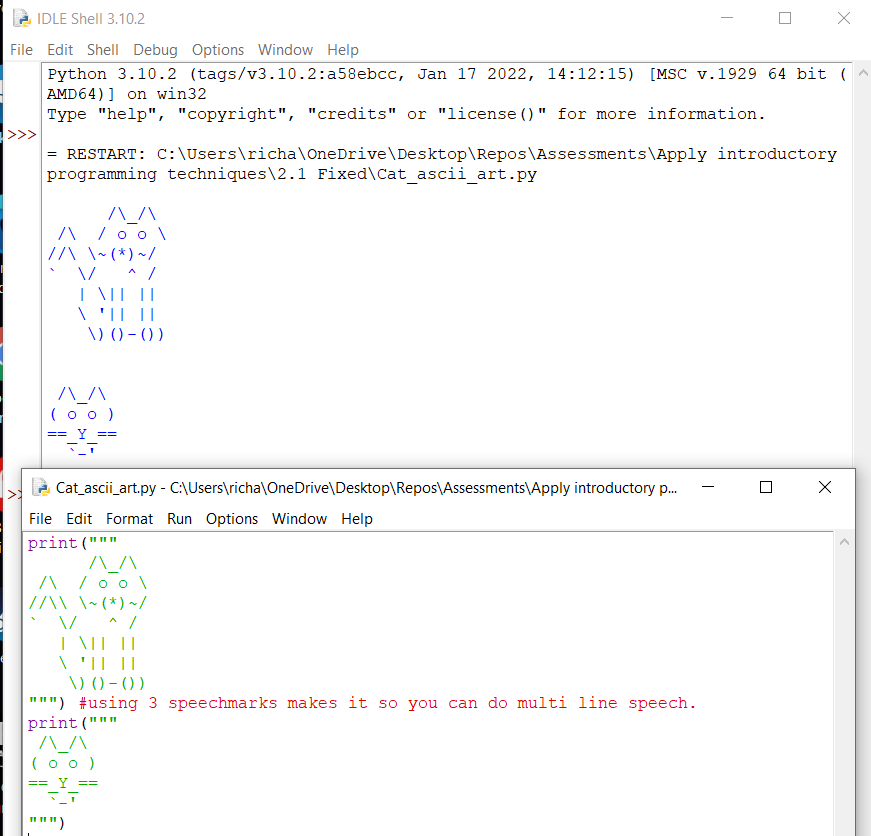 IDLE Shell 3.10.2
File Edit Shell Debug Options Window Help
Python 3.10.2 (tags/v3.10.2:a58ebcc, Jan 17 2022, 14:12:15) [MSC v.1929 64 bit (
AMD64)] on win32
Type "help", "copyright", "credits" or "license()" for more information.
>>>
= RESTART: C:\Users\richa\OneDrive\Desktop\Repos\Assessments\Apply introductory
programming techniques\2.1 Fixed\Cat_ascii_art.py
      /\_/\
 /\  / o o \
//\ \~(*)~/
`  \/   ^ /
   | \|| ||
   \ '|| ||
    \)()-())
 /\_/\
( o o )
==_Y_==
  `-'
>>
Cat_ascii_art.py - C:\Users\richa\OneDrive\Desktop\Repos\Assessments\Apply introductory p...
File Edit Format Run Options Window Help
print("""
      /\_/\
 /\  / o o \
//\\ \~(*)~/
`  \/   ^ /
   | \|| ||
   \ '|| ||
    \)()-())
""") #using 3 speechmarks makes it so you can do multi line speech.
print("""
 /\_/\
( o o )
==_Y_==
  `-'
""")